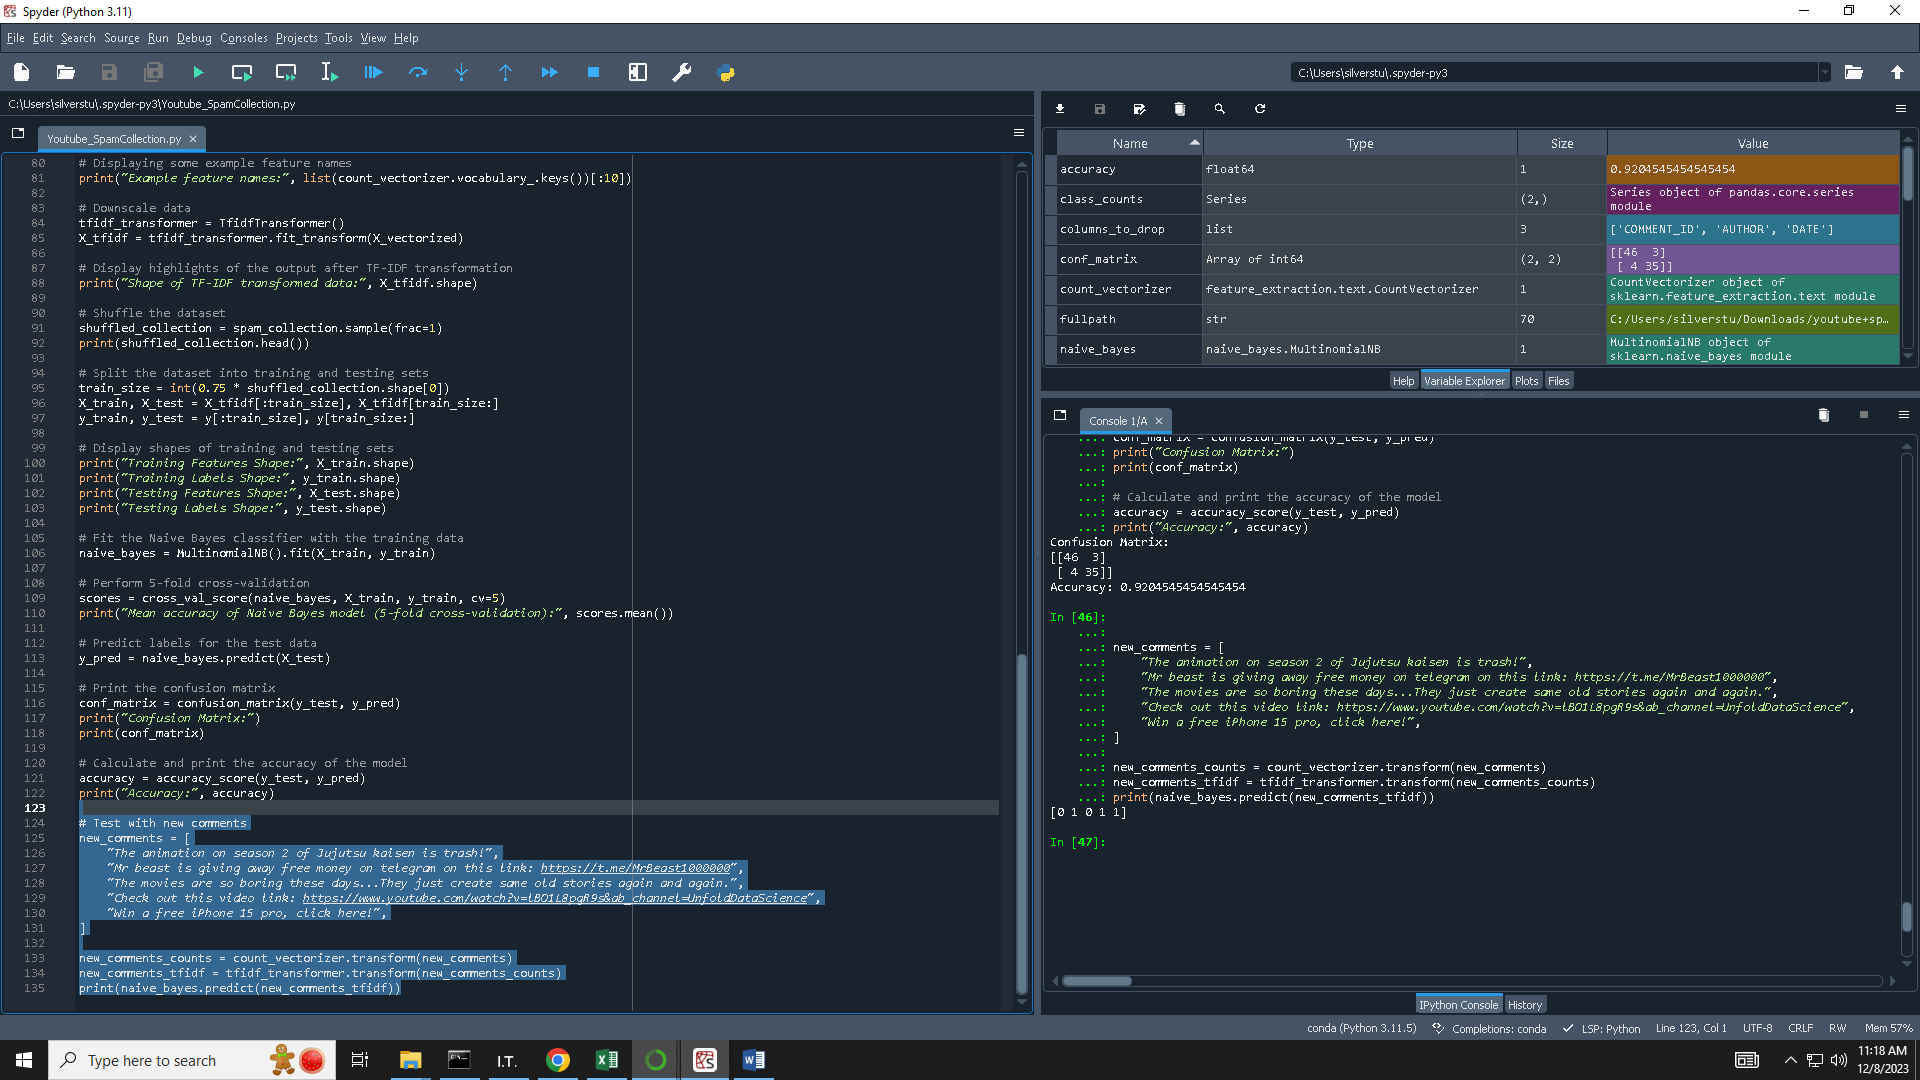 Spyder (Python 3.11)
File Edit Search Source Run Debug Consoles Projects Tools View Help
C:\Users\silverstu\.spyder-py3
C:\Users\silverstu\.spyder-py3\Youtube_SpamCollection.py
Youtube_SpamCollection.py
80 # Displaying some example feature names
81 print("Example feature names:", list(count_vectorizer.vocabulary_.keys())[:10])
82
83 # Downscale data
84 tfidf_transformer = TfidfTransformer()
85 X_tfidf = tfidf_transformer.fit_transform(X_vectorized)
86
87 # Display highlights of the output after TF-IDF transformation
88 print("Shape of TF-IDF transformed data:", X_tfidf.shape)
89
90 # Shuffle the dataset
91 shuffled_collection = spam_collection.sample(frac=1)
92 print(shuffled_collection.head())
93
94 # Split the dataset into training and testing sets
95 train_size = int(0.75 * shuffled_collection.shape[0])
96 X_train, X_test = X_tfidf[:train_size], X_tfidf[train_size:]
97 y_train, y_test = y[:train_size], y[train_size:]
98
99 # Display shapes of training and testing sets
100 print("Training Features Shape:", X_train.shape)
101 print("Training Labels Shape:", y_train.shape)
102 print("Testing Features Shape:", X_test.shape)
103 print("Testing Labels Shape:", y_test.shape)
104
105 # Fit the Naive Bayes classifier with the training data
106 naive_bayes = MultinomialNB().fit(X_train, y_train)
107
108 # Perform 5-fold cross-validation
109 scores = cross_val_score(naive_bayes, X_train, y_train, cv=5)
110 print("Mean accuracy of Naive Bayes model (5-fold cross-validation):", scores.mean())
111
112 # Predict labels for the test data
113 y_pred = naive_bayes.predict(X_test)
114
115 # Print the confusion matrix
116 conf_matrix = confusion_matrix(y_test, y_pred)
117 print("Confusion Matrix:")
118 print(conf_matrix)
119
120 # Calculate and print the accuracy of the model
121 accuracy = accuracy_score(y_test, y_pred)
122 print("Accuracy:", accuracy)
123
124 # Test with new comments
125 new_comments = [
126 "The animation on season 2 of Jujutsu kaisen is trash!",
127 "Mr beast is giving away free money on telegram on this link: https://t.me/MrBeast1000000",
128 "The movies are so boring these days...They just create same old stories again and again.",
129 "Check out this video link: https://www.youtube.com/watch?v=lBO1L8pgR9s&ab_channel=UnfoldDataScience",
130 "Win a free iPhone 15 pro, click here!",
131 ]
132
133 new_comments_counts = count_vectorizer.transform(new_comments)
134 new_comments_tfidf = tfidf_transformer.transform(new_comments_counts)
135 print(naive_bayes.predict(new_comments_tfidf))
Name Type Size Value
accuracy float64 1 0.9204545454545454
class_counts Series (2,) Series object of pandas.core.series module
columns_to_drop list 3 ['COMMENT_ID', 'AUTHOR', 'DATE']
conf_matrix Array of int64 (2, 2) [[46 3]
[ 4 35]]
count_vectorizer feature_extraction.text.CountVectorizer 1 CountVectorizer object of sklearn.feature_extraction.text module
fullpath str 70 C:/Users/silverstu/Downloads/youtube+sp…
naive_bayes naive_bayes.MultinomialNB 1 MultinomialNB object of sklearn.naive_bayes module
Help Variable Explorer Plots Files
Console 1/A
...: conf_matrix = confusion_matrix(y_test, y_pred)
...: print("Confusion Matrix:")
...: print(conf_matrix)
...:
...: # Calculate and print the accuracy of the model
...: accuracy = accuracy_score(y_test, y_pred)
...: print("Accuracy:", accuracy)
Confusion Matrix:
[[46 3]
[ 4 35]]
Accuracy: 0.9204545454545454
In [46]:
...:
...: new_comments = [
...: "The animation on season 2 of Jujutsu kaisen is trash!",
...: "Mr beast is giving away free money on telegram on this link: https://t.me/MrBeast1000000",
...: "The movies are so boring these days...They just create same old stories again and again.",
...: "Check out this video link: https://www.youtube.com/watch?v=lBO1L8pgR9s&ab_channel=UnfoldDataScience",
...: "Win a free iPhone 15 pro, click here!",
...: ]
...:
...: new_comments_counts = count_vectorizer.transform(new_comments)
...: new_comments_tfidf = tfidf_transformer.transform(new_comments_counts)
...: print(naive_bayes.predict(new_comments_tfidf))
[0 1 0 1 1]
In [47]:
IPython Console History
conda (Python 3.11.5) Completions: conda LSP: Python Line 123, Col 1 UTF-8 CRLF RW Mem 57%
Type here to search
I.T.
11:18 AM
12/8/2023